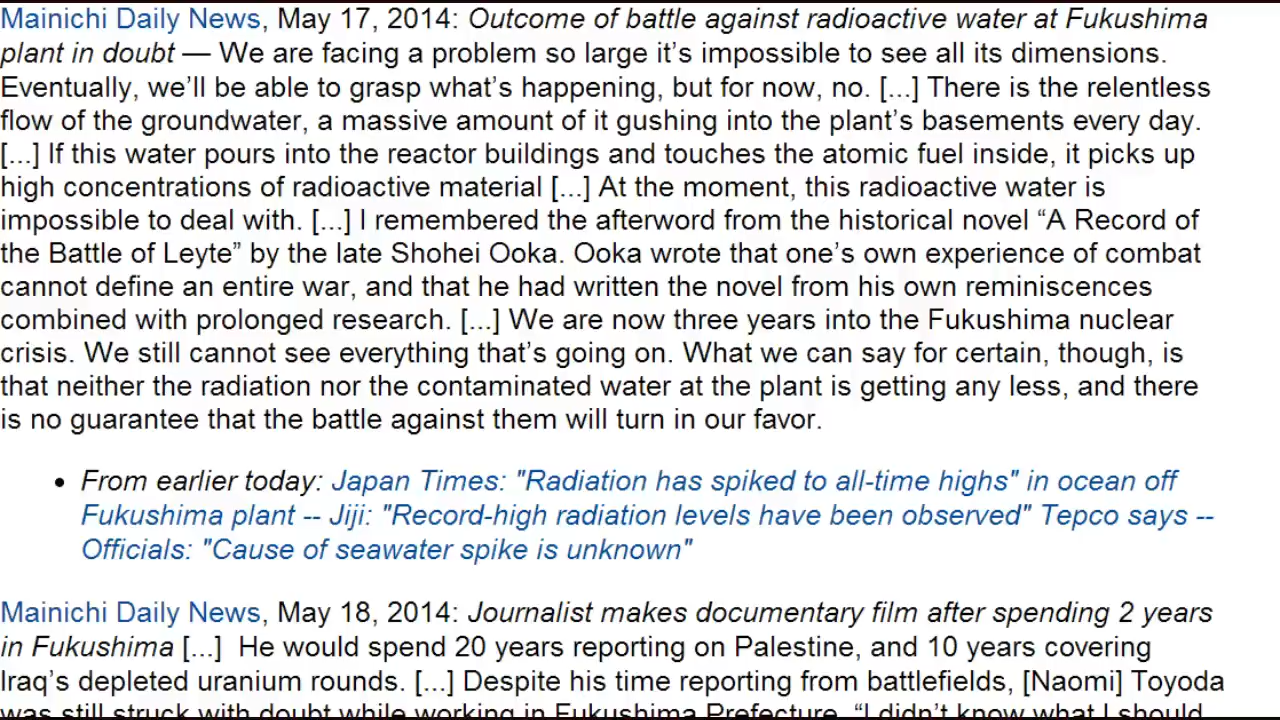 Mainichi Daily News, May 17, 2014: Outcome of battle against radioactive water at Fukushima
plant in doubt — We are facing a problem so large it’s impossible to see all its dimensions.
Eventually, we’ll be able to grasp what’s happening, but for now, no. [...] There is the relentless
flow of the groundwater, a massive amount of it gushing into the plant’s basements every day.
[...] If this water pours into the reactor buildings and touches the atomic fuel inside, it picks up
high concentrations of radioactive material [...] At the moment, this radioactive water is
impossible to deal with. [...] I remembered the afterword from the historical novel “A Record of
the Battle of Leyte” by the late Shohei Ooka. Ooka wrote that one’s own experience of combat
cannot define an entire war, and that he had written the novel from his own reminiscences
combined with prolonged research. [...] We are now three years into the Fukushima nuclear
crisis. We still cannot see everything that’s going on. What we can say for certain, though, is
that neither the radiation nor the contaminated water at the plant is getting any less, and there
is no guarantee that the battle against them will turn in our favor.
• From earlier today: Japan Times: "Radiation has spiked to all-time highs" in ocean off
Fukushima plant -- Jiji: "Record-high radiation levels have been observed" Tepco says --
Officials: "Cause of seawater spike is unknown"
Mainichi Daily News, May 18, 2014: Journalist makes documentary film after spending 2 years
in Fukushima [...] He would spend 20 years reporting on Palestine, and 10 years covering
Iraq’s depleted uranium rounds. [...] Despite his time reporting from battlefields, [Naomi] Toyoda
was still struck with doubt while working in Fukushima Prefecture. “I didn’t know what I should